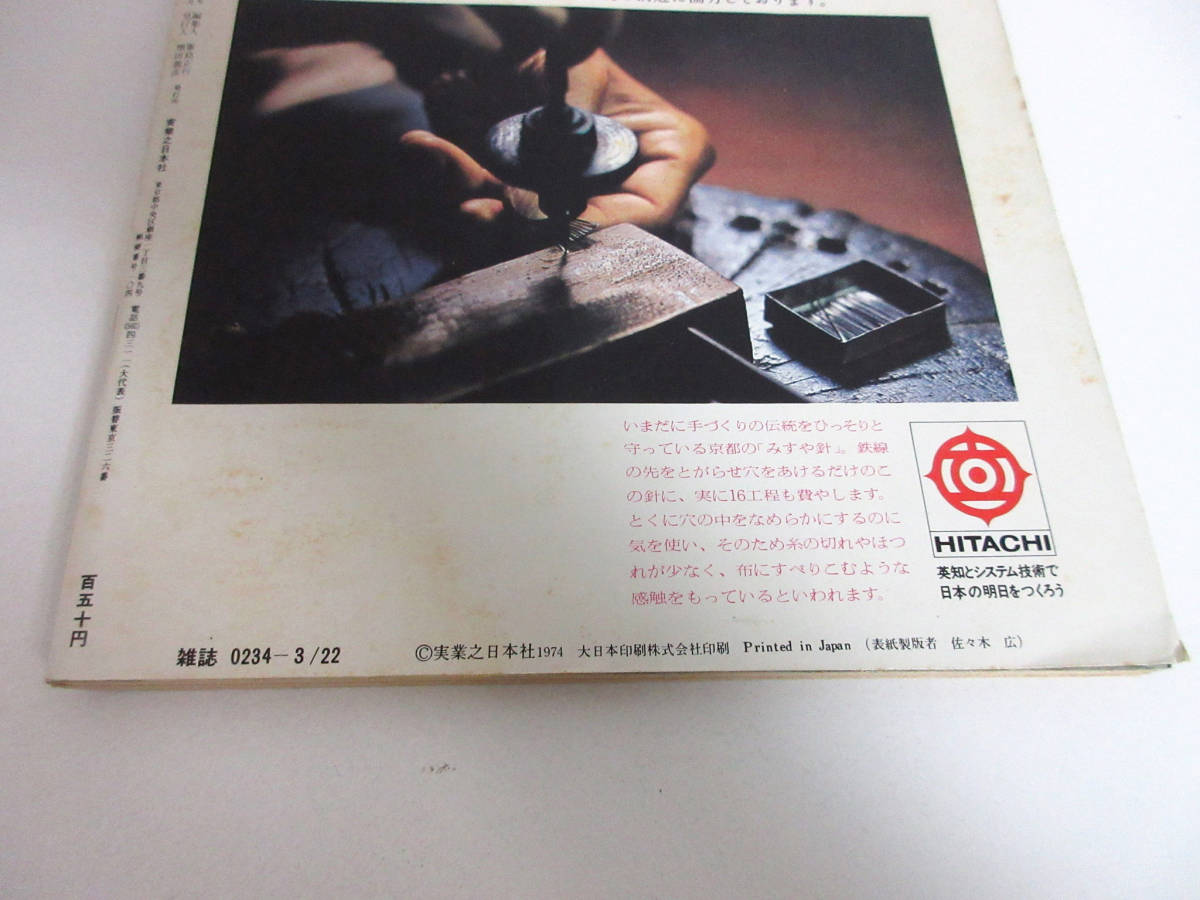 ております。
実業之日本社
いまだに手づくりの伝統をひっそりと
守っている京都の「みすや針」。鉄線
の先をとがらせ穴をあけるだけのこ
の針に、実に16工程も費やします。
とくに穴の中をなめらかにするのに
気を使い、そのため糸の切れやほつ
れが少なく、布にすべりこむような
感触をもっているといわれます。
HITACHI
英知とシステム技術で
日本の明日をつくろう
百五十円
雑誌 0234-3/22
©実業之日本社1974 大日本印刷株式会社印刷 Printed in Japan (表紙製版者 佐々木 広)